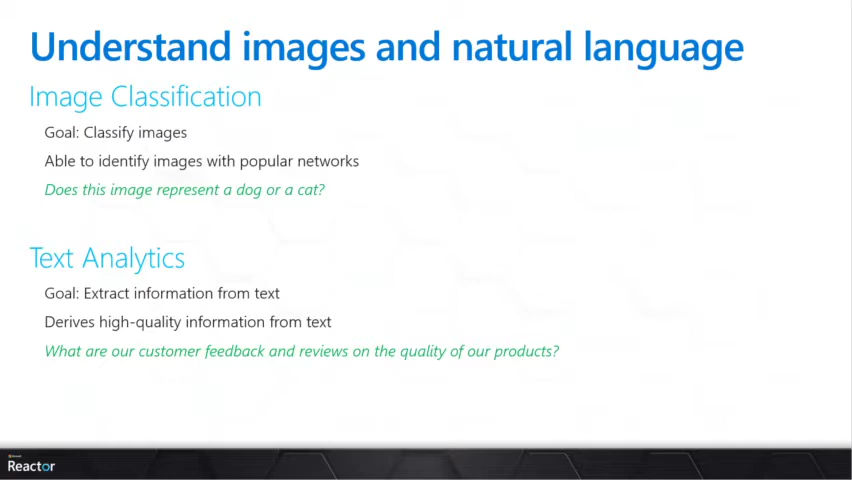 Understand images and natural language
Image Classification
Goal: Classify images
Able to identify images with popular networks
Does this image represent a dog or a cat?
Text Analytics
Goal: Extract information from text
Derives high-quality information from text
What are our customer feedback and reviews on the quality of our products?
Microsoft
Reactor